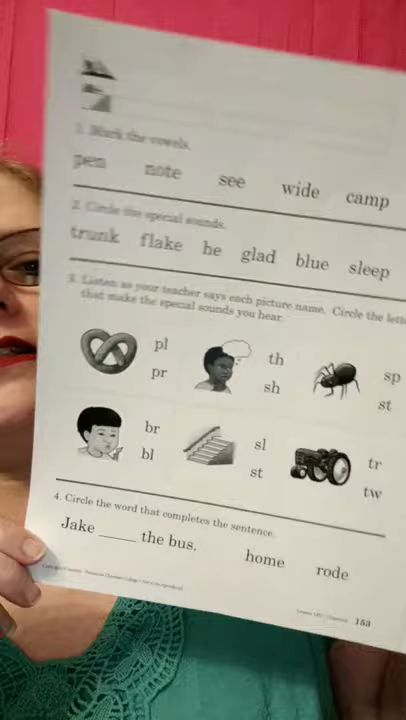 1. Mark the vowels.
pen note see wide camp
2. Circle the special sounds.
trunk flake he glad blue sleep
3. Listen as your teacher says each picture name. Circle the lette
that make the special sounds you hear.
pl th sp
pr sh st
br sl tr
bl st tw
4. Circle the word that completes the sentence.
Jake ____ the bus. home rode
153